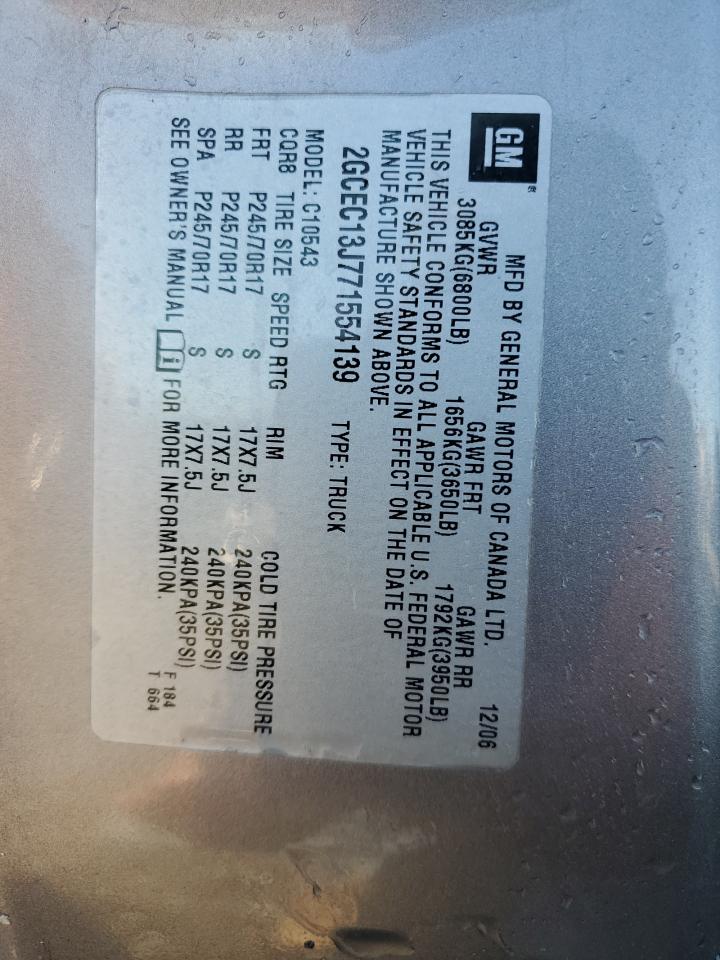 GM®
MFD BY GENERAL MOTORS OF CANADA LTD.
12/06
GVWR GAWR FRT GAWR RR
3085KG(6800LB) 1656KG(3650LB) 1792KG(3950LB)
THIS VEHICLE CONFORMS TO ALL APPLICABLE U.S. FEDERAL MOTOR
VEHICLE SAFETY STANDARDS IN EFFECT ON THE DATE OF
MANUFACTURE SHOWN ABOVE.
2GCEC13J771554139 TYPE: TRUCK
MODEL: C10543
CQR8 TIRE SIZE SPEED RTG RIM COLD TIRE PRESSURE
FRT P245/70R17 S 17X7.5J 240KPA(35PSI)
RR P245/70R17 S 17X7.5J 240KPA(35PSI)
SPA P245/70R17 S 17X7.5J 240KPA(35PSI)
SEE OWNER'S MANUAL i FOR MORE INFORMATION.
F 184
T 664